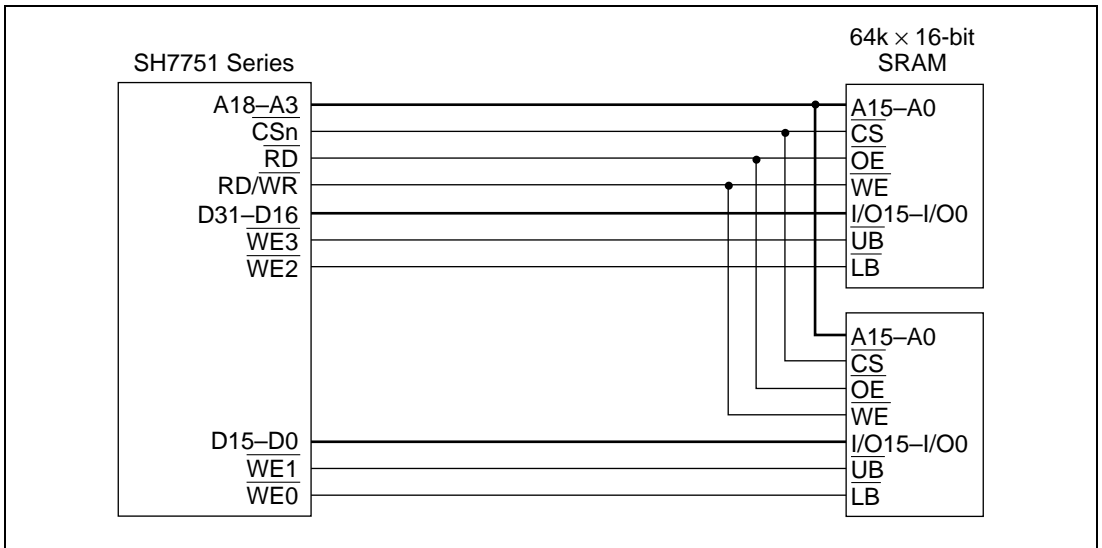 64k × 16-bit
SRAM
SH7751 Series
A18–A3
CSn
RD
RD/WR
D31–D16
WE3
WE2
D15–D0
WE1
WE0
A15–A0
CS
OE
WE
I/O15–I/O0
UB
LB
A15–A0
CS
OE
WE
I/O15–I/O0
UB
LB